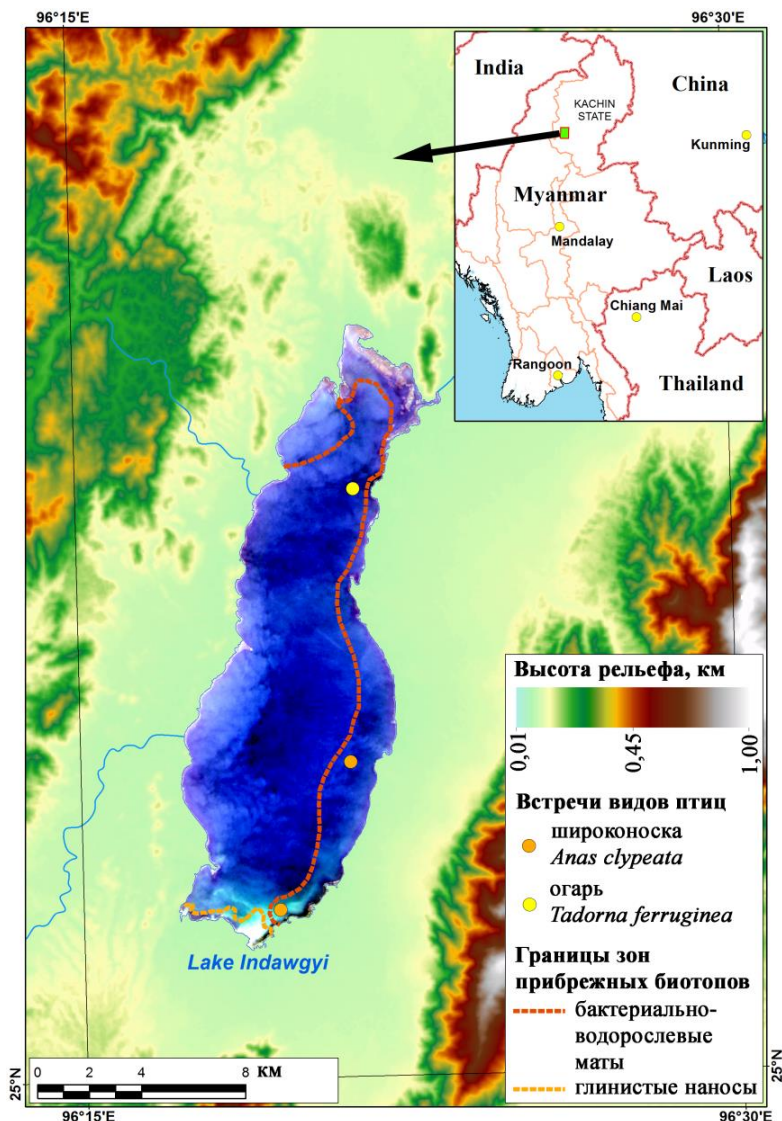 96°15'E
96°30'E
India
China
KACHIN
STATE
Kunming
Myanmar
Mandalay
Laos
Chiang Mai
Rangoon
Thailand
Высота рельефа, км
0,01
0,45
1,00
Встречи видов птиц
широконоска
Anas clypeata
огарь
Tadorna ferruginea
Границы зон
прибрежных биотопов
бактериально-
водорослевые
маты
глинистые наносы
Lake Indawgyi
0 2 4 8 км
25°N
25°N
96°15'E
96°30'E